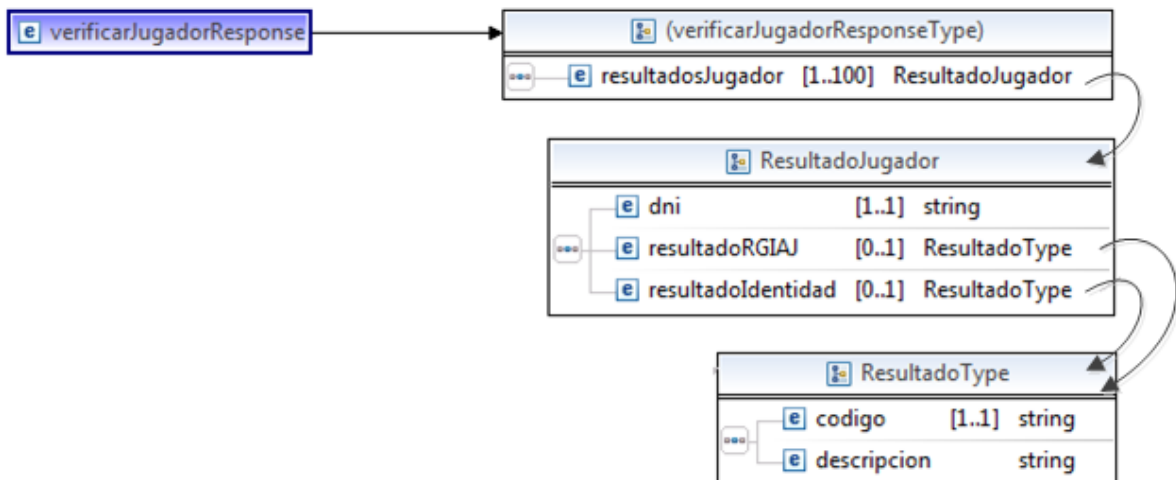 e verificarJugadorResponse
(verificarJugadorResponseType)
e resultadosJugador [1..100] ResultadoJugador
ResultadoJugador
e dni [1..1] string
e resultadoRGIAJ [0..1] ResultadoType
e resultadoIdentidad [0..1] ResultadoType
ResultadoType
e codigo [1..1] string
e descripcion string